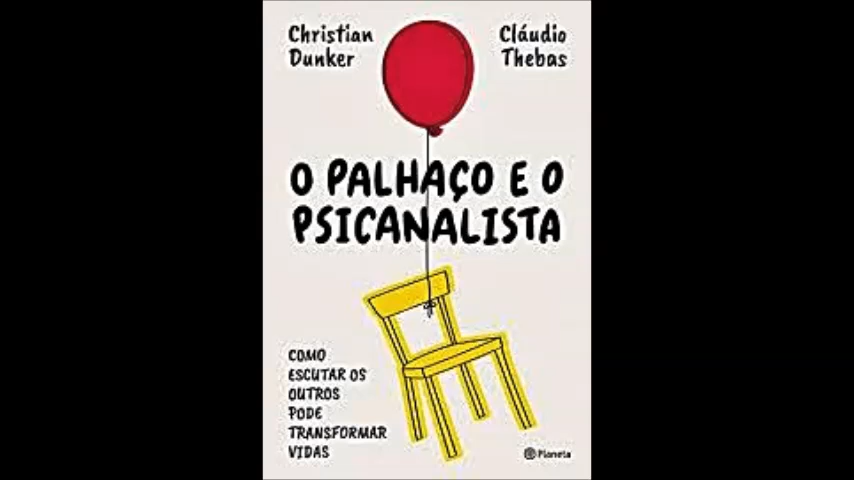 Christian
Dunker
Cláudio
Thebas
O PALHAÇO E O
PSICANALISTA
COMO
ESCUTAR OS
OUTROS
PODE
TRANSFORMAR
VIDAS
Planeta